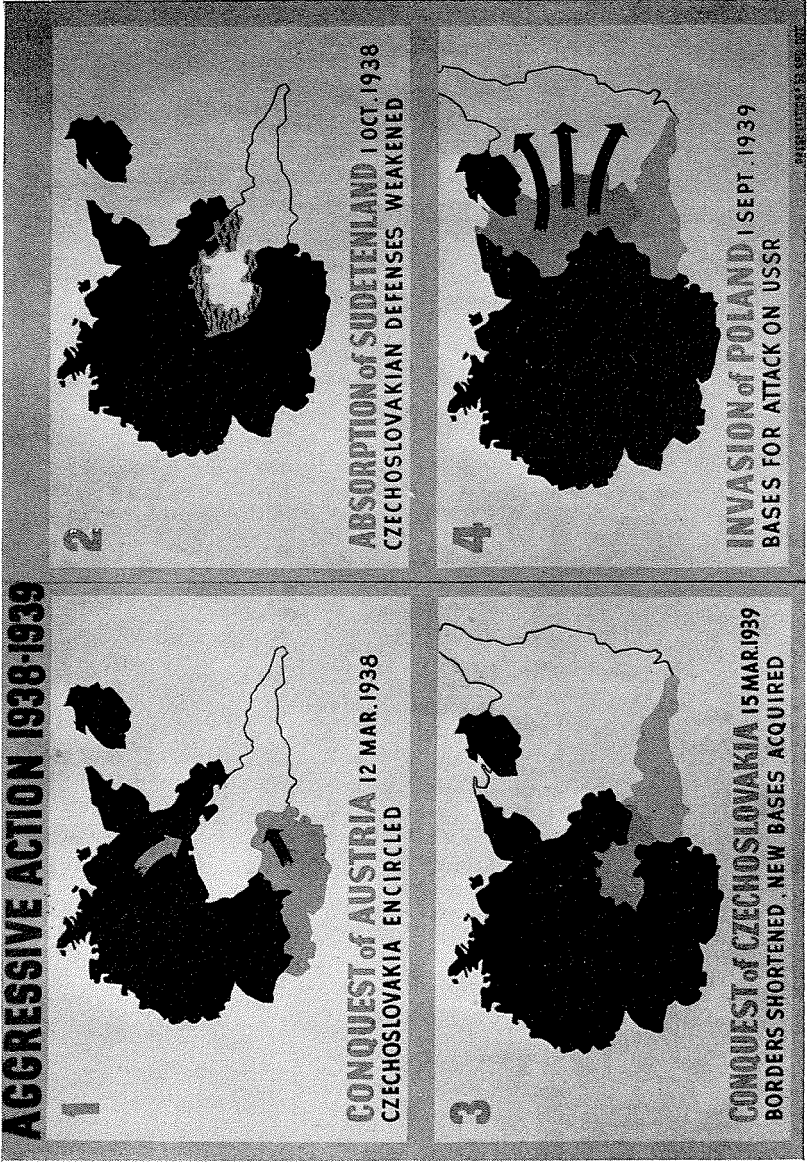 AGGRESSIVE ACTION 1938-1939
1
CONQUEST of AUSTRIA 12 MAR. 1938
CZECHOSLOVAKIA ENCIRCLED
2
ABSORPTION of SUDETENLAND 1 OCT. 1938
CZECHOSLOVAKIAN DEFENSES WEAKENED
3
CONQUEST of CZECHOSLOVAKIA 15 MAR. 1939
BORDERS SHORTENED, NEW BASES ACQUIRED
4
INVASION of POLAND 1 SEPT. 1939
BASES FOR ATTACK ON USSR